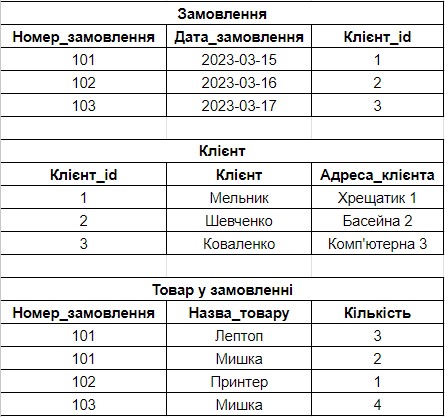 Замовлення
Номер_замовлення Дата_замовлення Клієнт_id
101 2023-03-15 1
102 2023-03-16 2
103 2023-03-17 3
Клієнт
Клієнт_id Клієнт Адреса_клієнта
1 Мельник Хрещатик 1
2 Шевченко Басейна 2
3 Коваленко Комп'ютерна 3
Товар у замовленні
Номер_замовлення Назва_товару Кількість
101 Лептоп 3
101 Мишка 2
102 Принтер 1
103 Мишка 4